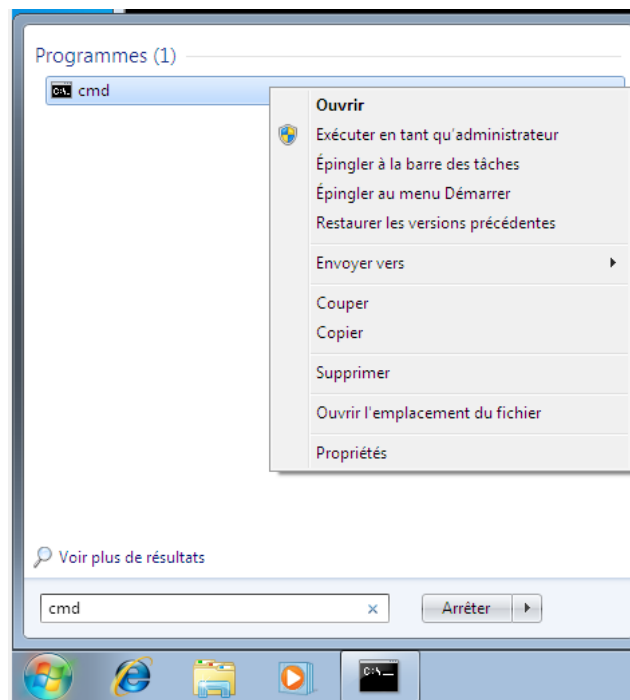 Programmes (1)
cmd
Ouvrir
Exécuter en tant qu'administrateur
Épingler à la barre des tâches
Épingler au menu Démarrer
Restaurer les versions précédentes
Envoyer vers
Couper
Copier
Supprimer
Ouvrir l'emplacement du fichier
Propriétés
Voir plus de résultats
cmd
Arrêter